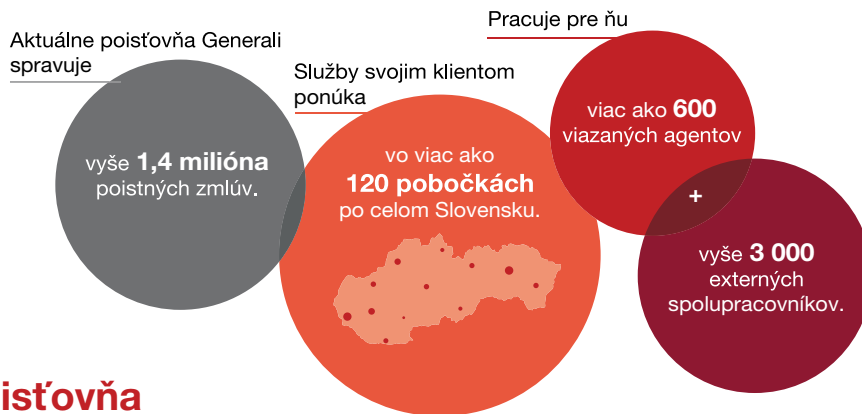 Aktuálne poisťovňa Generali
spravuje
vyše 1,4 milióna
poistných zmlúv.
Služby svojim klientom
ponúka
vo viac ako
120 pobočkách
po celom Slovensku.
Pracuje pre ňu
viac ako 600
viazaných agentov
+
vyše 3 000
externých
spolupracovníkov.
isťovňa